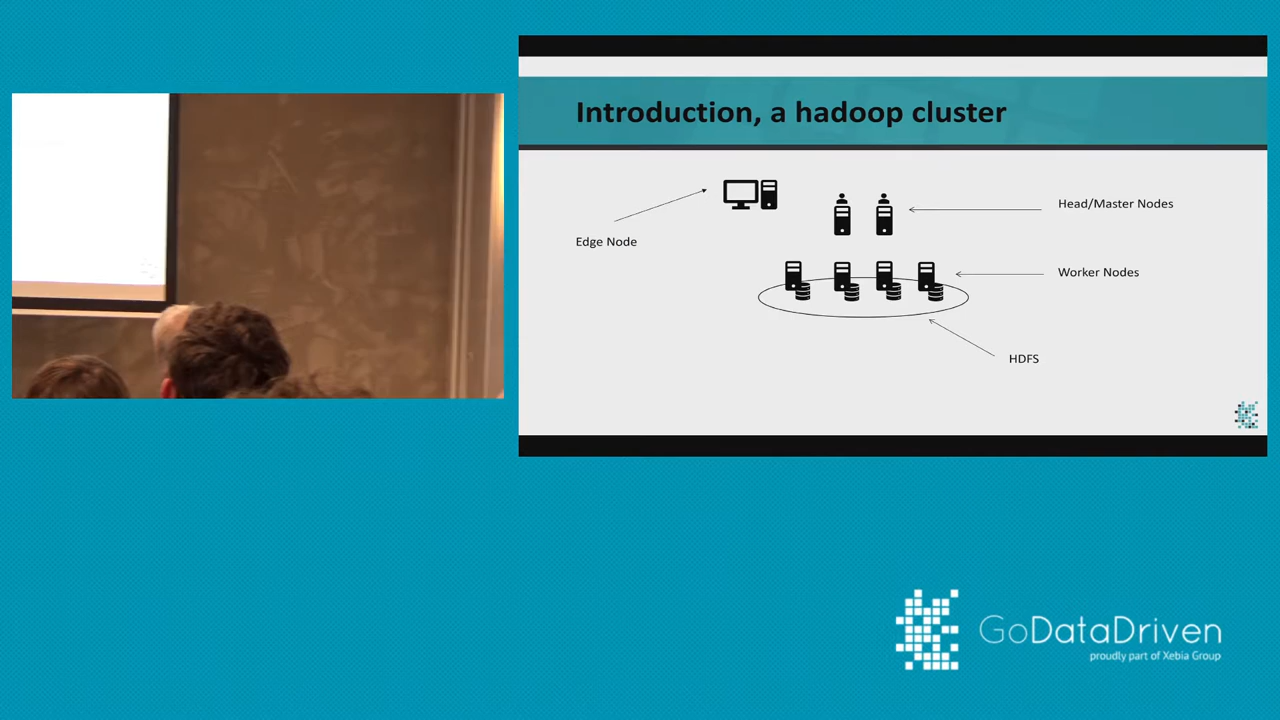 Introduction, a hadoop cluster
Head/Master Nodes
Edge Node
Worker Nodes
HDFS
GoDataDriven
proudly part of Xebia Group